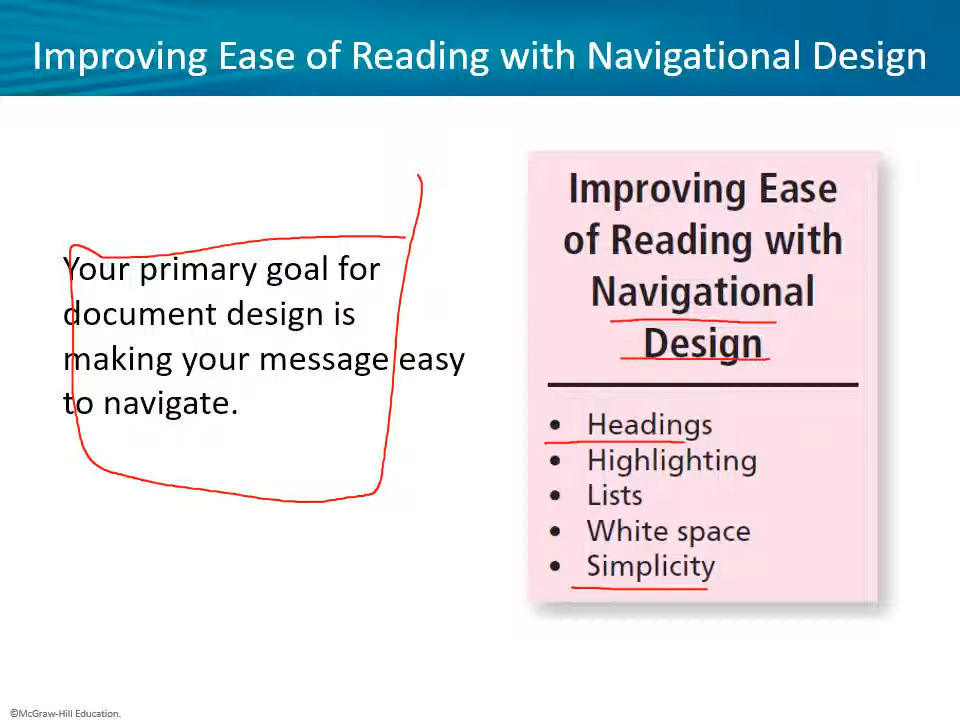 Improving Ease of Reading with Navigational Design
Your primary goal for
document design is
making your message easy
to navigate.
Improving Ease
of Reading with
Navigational
Design
• Headings
• Highlighting
• Lists
• White space
• Simplicity
©McGraw-Hill Education.